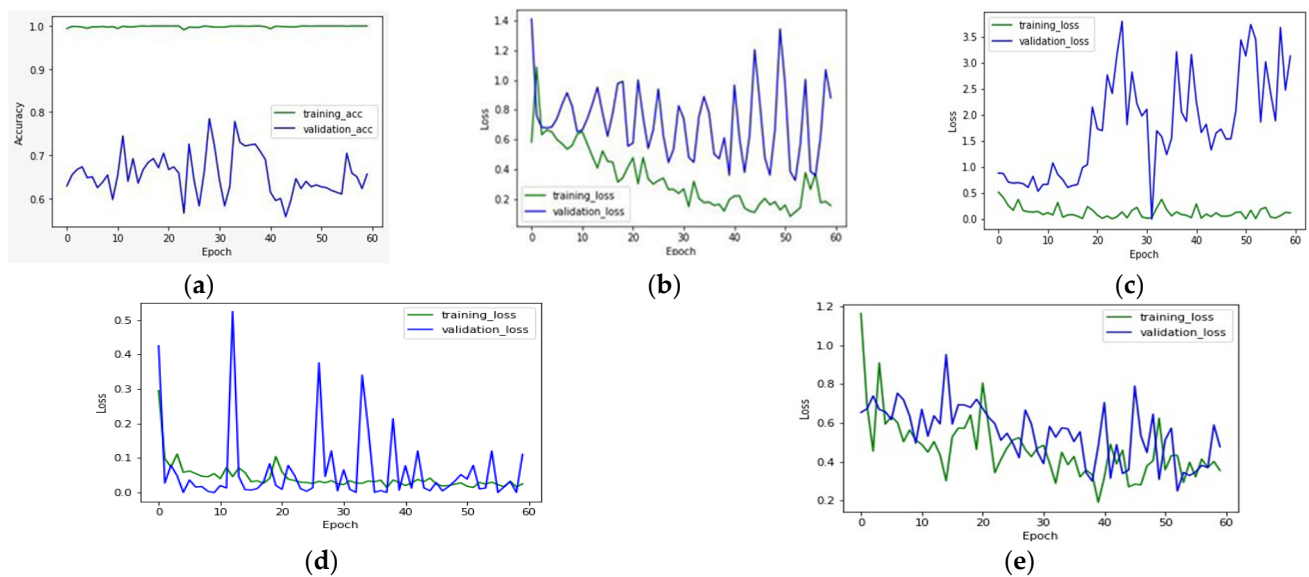 1.0
0.9
0.8
0.7
0.6
Accuracy
training_acc
validation_acc
0 10 20 30 40 50 60
Epoch
(a)
1.4
1.2
1.0
0.8
0.6
0.4
0.2
Loss
training_loss
validation_loss
0 10 20 30 40 50 60
Epoch
(b)
3.5
3.0
2.5
2.0
1.5
1.0
0.5
0.0
Loss
training_loss
validation_loss
0 10 20 30 40 50 60
Epoch
(c)
0.5
0.4
0.3
0.2
0.1
0.0
Loss
training_loss
validation_loss
0 10 20 30 40 50 60
Epoch
(d)
1.2
1.0
0.8
0.6
0.4
0.2
Loss
training_loss
validation_loss
0 10 20 30 40 50 60
Epoch
(e)